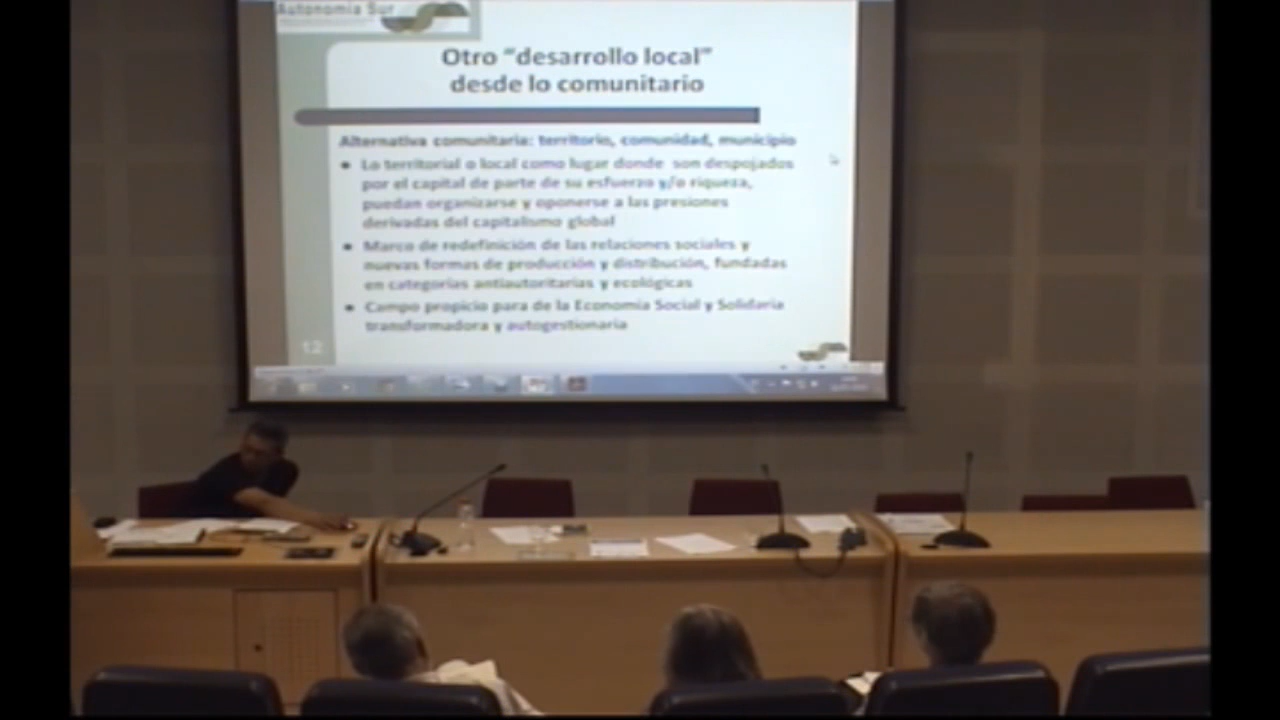 Autonomía Sur
Otro “desarrollo local”
desde lo comunitario
Alternativa comunitaria: territorio, comunidad, municipio
• Lo territorial o local como lugar donde son despojados
por el capital de parte de su esfuerzo y/o riqueza,
puedan organizarse y oponerse a las presiones
derivadas del capitalismo global
• Marco de redefinición de las relaciones sociales y
nuevas formas de producción y distribución, fundadas
en categorías antiautoritarias y ecológicas
• Campo propicio para de la Economía Social y Solidaria
transformadora y autogestionaria
12